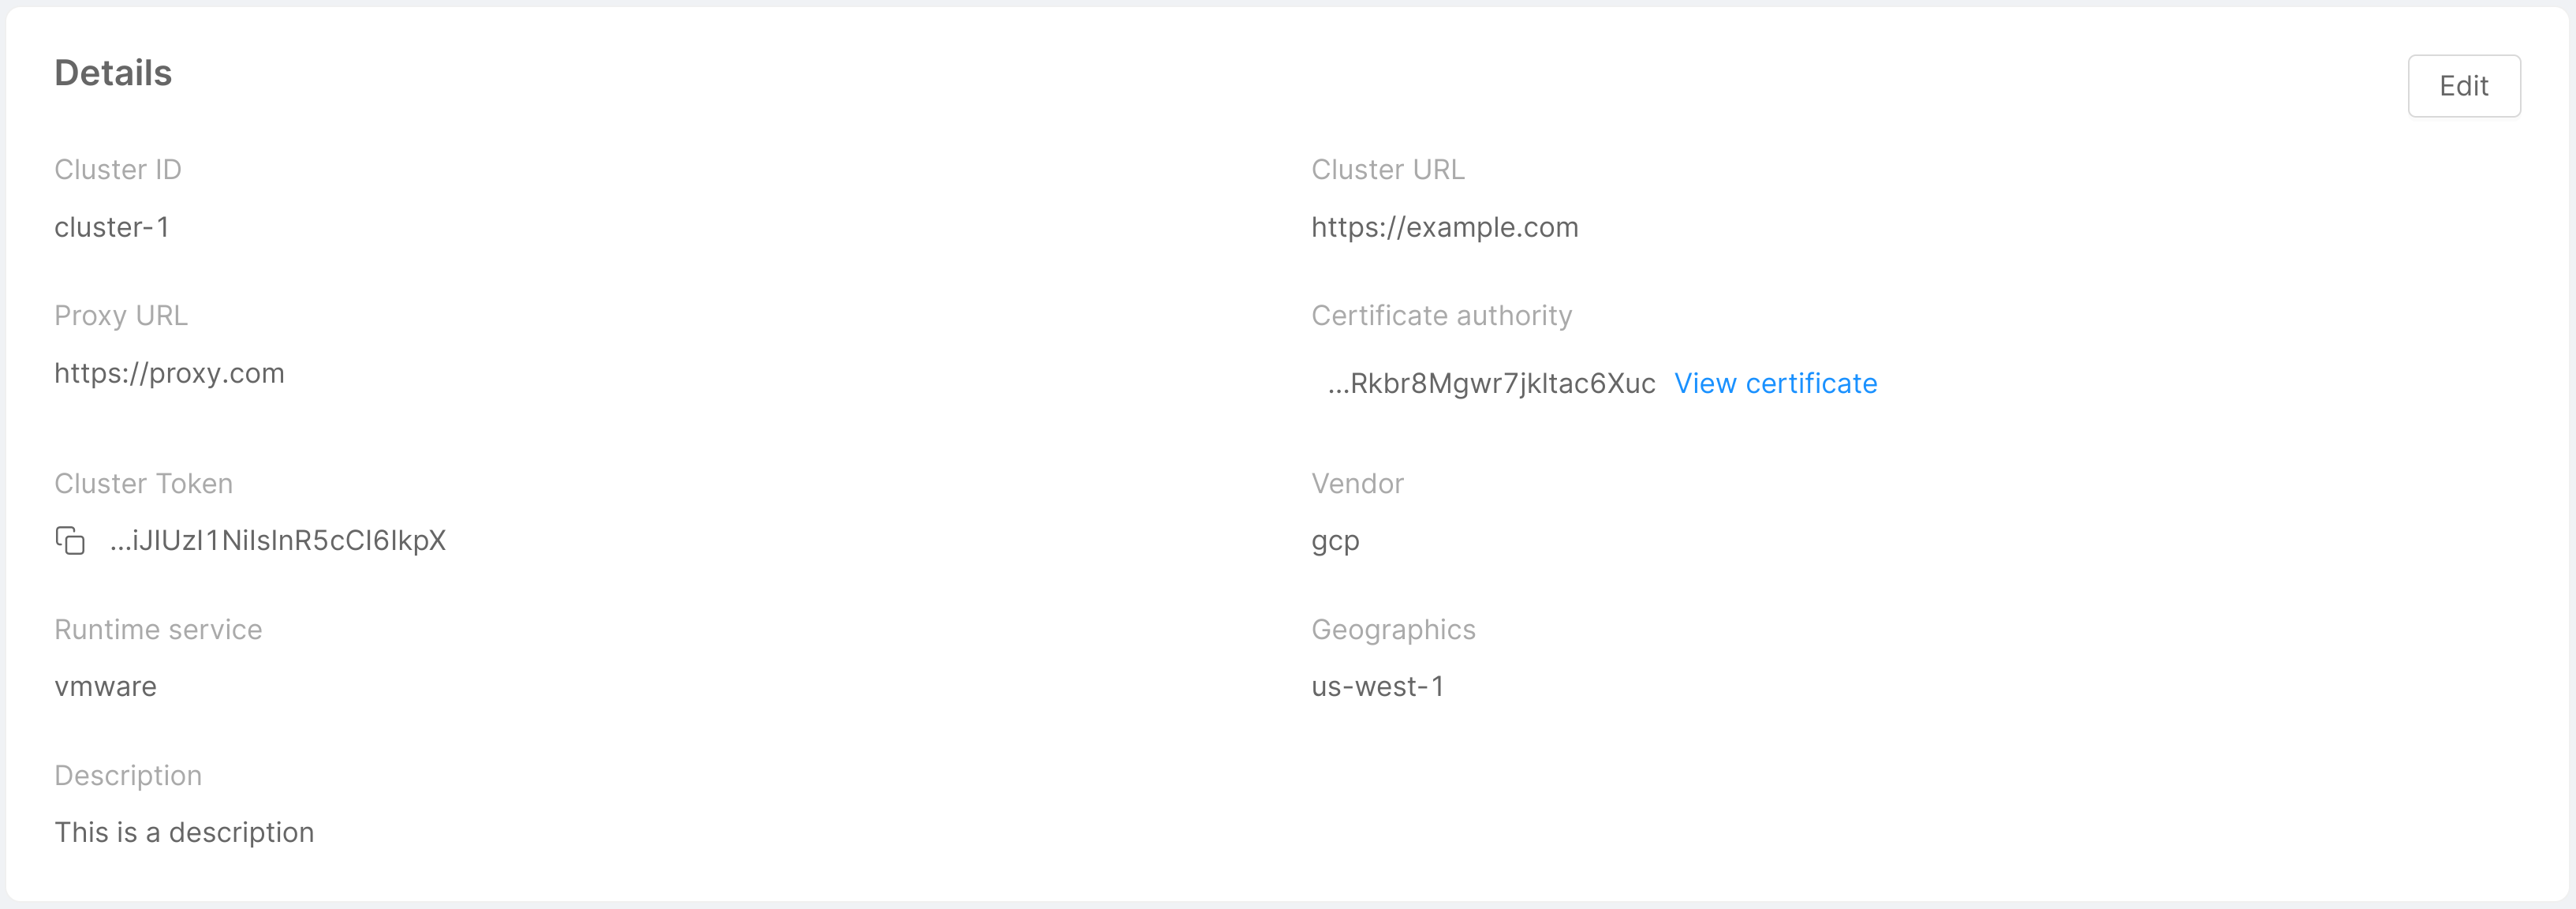 Details
Edit
Cluster ID
cluster-1
Cluster URL
https://example.com
Proxy URL
https://proxy.com
Certificate authority
...Rkbr8Mgwr7jkltac6Xuc View certificate
Cluster Token
...iJIUzI1NiIsInR5cCI6IkpX
Vendor
gcp
Runtime service
vmware
Geographics
us-west-1
Description
This is a description